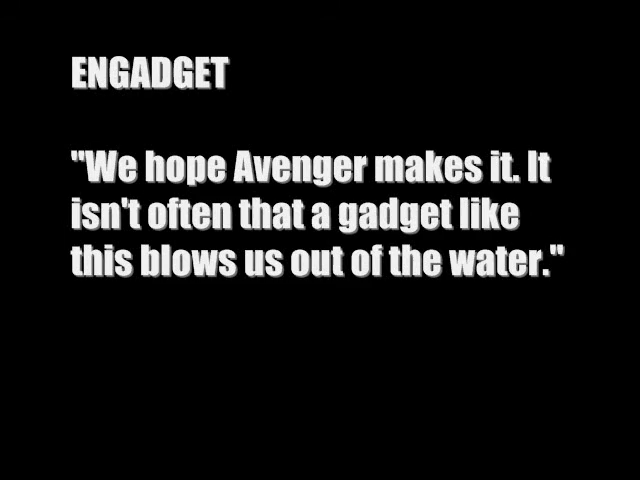 ENGADGET
"We hope Avenger makes it. It
isn't often that a gadget like
this blows us out of the water."